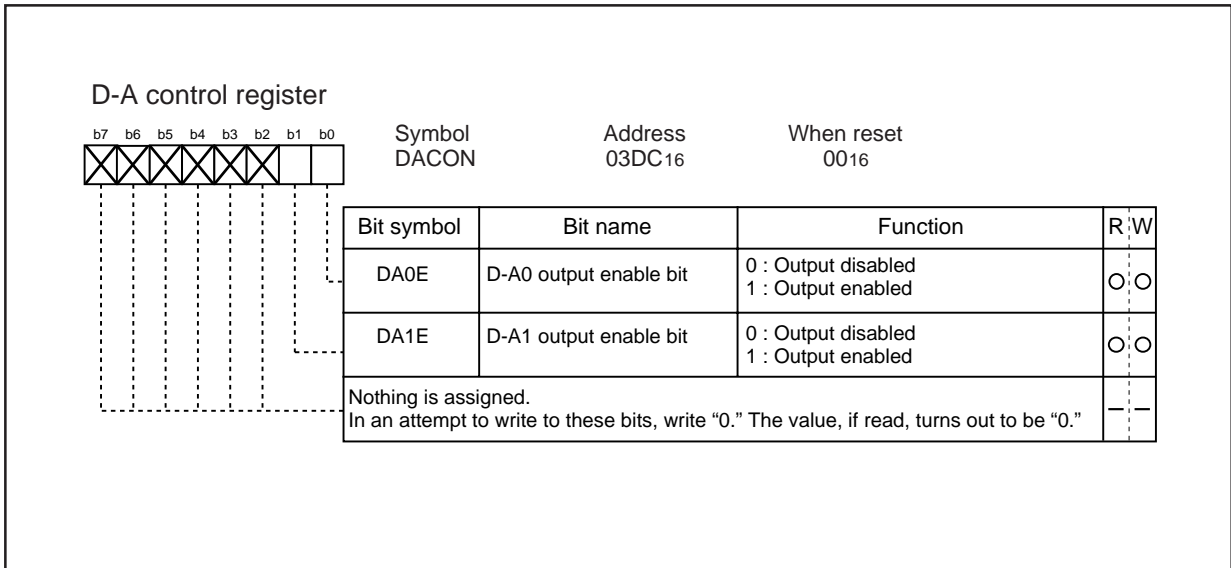 D-A control register
b7 b6 b5 b4 b3 b2 b1 b0
Symbol Address When reset
DACON 03DC16 0016
Bit symbol Bit name Function R W
DA0E D-A0 output enable bit 0 : Output disabled
1 : Output enabled
DA1E D-A1 output enable bit 0 : Output disabled
1 : Output enabled
Nothing is assigned.
In an attempt to write to these bits, write “0.” The value, if read, turns out to be “0.”